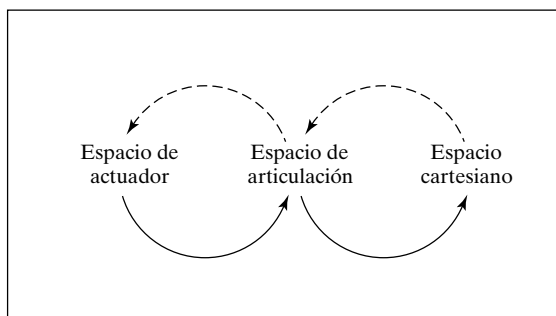 Espacio de
actuador
Espacio de
articulación
Espacio
cartesiano